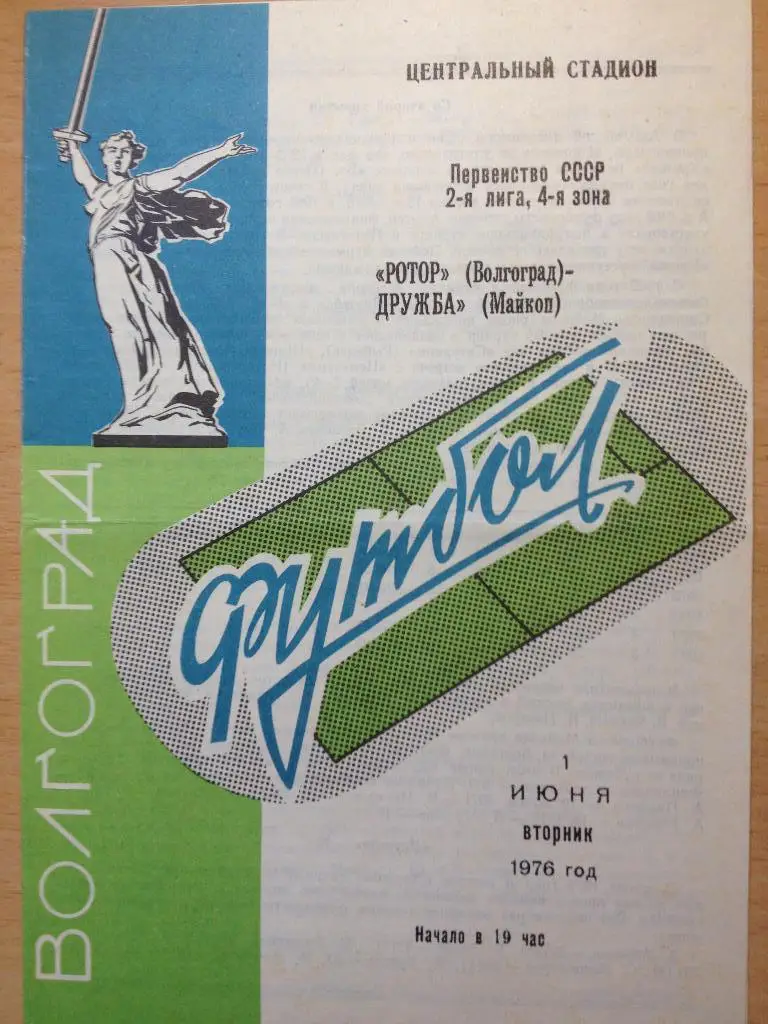 ЦЕНТРАЛЬНЫЙ СТАДИОН
Первенство СССР
2-я лига, 4-я зона
«РОТОР» (Волгоград)-
ДРУЖБА» (Майкоп)
футбол
ВОЛГОГРАД
1
ИЮНЯ
вторник
1976 год
Начало в 19 час